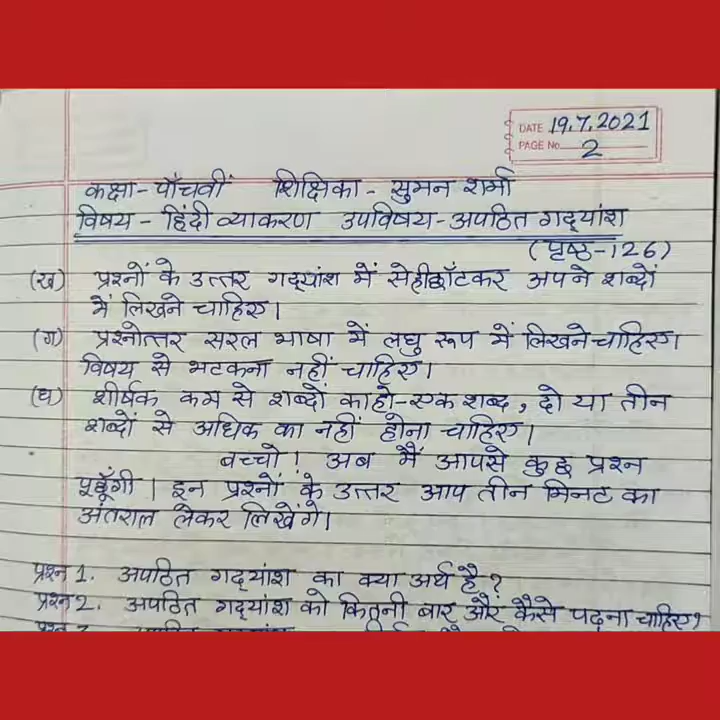 DATE 19.7.2021
PAGE No. 2
कक्षा-पाँचवीं शिक्षिका - सुमन शर्मा
विषय - हिंदी व्याकरण उपविषय-अपठित गद्यांश
(पृष्ठ-126)
(ख) प्रश्नों के उत्तर गद्यांश में से ही छाँटकर अपने शब्दों
में लिखने चाहिए।
(ग) प्रश्नोत्तर सरल भाषा में लघु रूप में लिखने चाहिए।
विषय से भटकना नहीं चाहिए।
(घ) शीर्षक कम से शब्दों का हो-एक शब्द, दो या तीन
शब्दों से अधिक का नहीं होना चाहिए।
बच्चो! अब मैं आपसे कुछ प्रश्न
पूछूँगी। इन प्रश्नों के उत्तर आप तीन मिनट का
अंतराल लेकर लिखेंगे।
प्रश्न 1. अपठित गद्यांश का क्या अर्थ है?
प्रश्न 2. अपठित गद्यांश को कितनी बार और कैसे पढ़ना चाहिए?